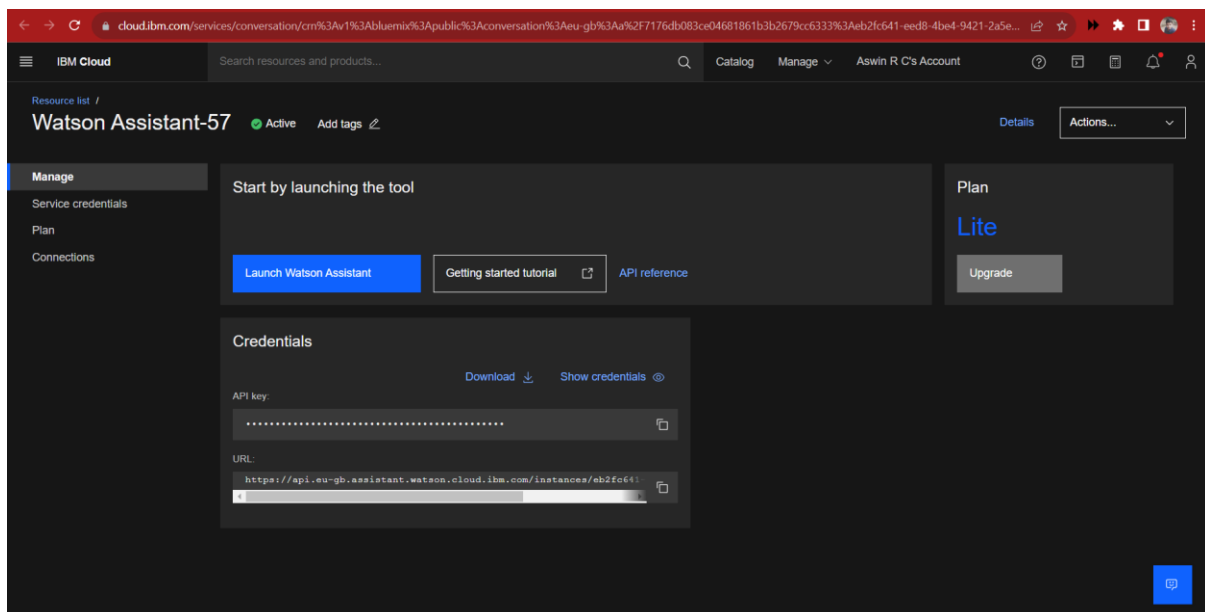 cloud.ibm.com/services/conversation/crn%3Av1%3Abluemix%3Apublic%3Aconversation%3Aeu-gb%3Aa%2F7176db083ce04681861b3b2679cc6333%3Aeb2fc641-eed8-4be4-9421-2a5e...
IBM Cloud
Search resources and products...
Catalog
Manage
Aswin R C's Account
Resource list /
Watson Assistant-57
Active
Add tags
Details
Actions...
Manage
Service credentials
Plan
Connections
Start by launching the tool
Launch Watson Assistant
Getting started tutorial
API reference
Plan
Lite
Upgrade
Credentials
Download
Show credentials
API key:
••••••••••••••••••••••••••••••••••••••••••••
URL:
https://api.eu-gb.assistant.watson.cloud.ibm.com/instances/eb2fc641-